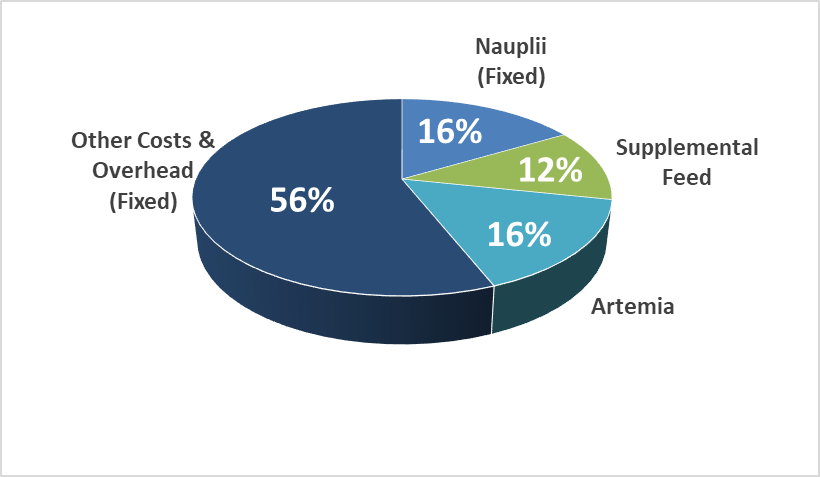 Nauplii
(Fixed)
16%
Supplemental
Feed
12%
Artemia
16%
Other Costs &
Overhead
(Fixed)
56%